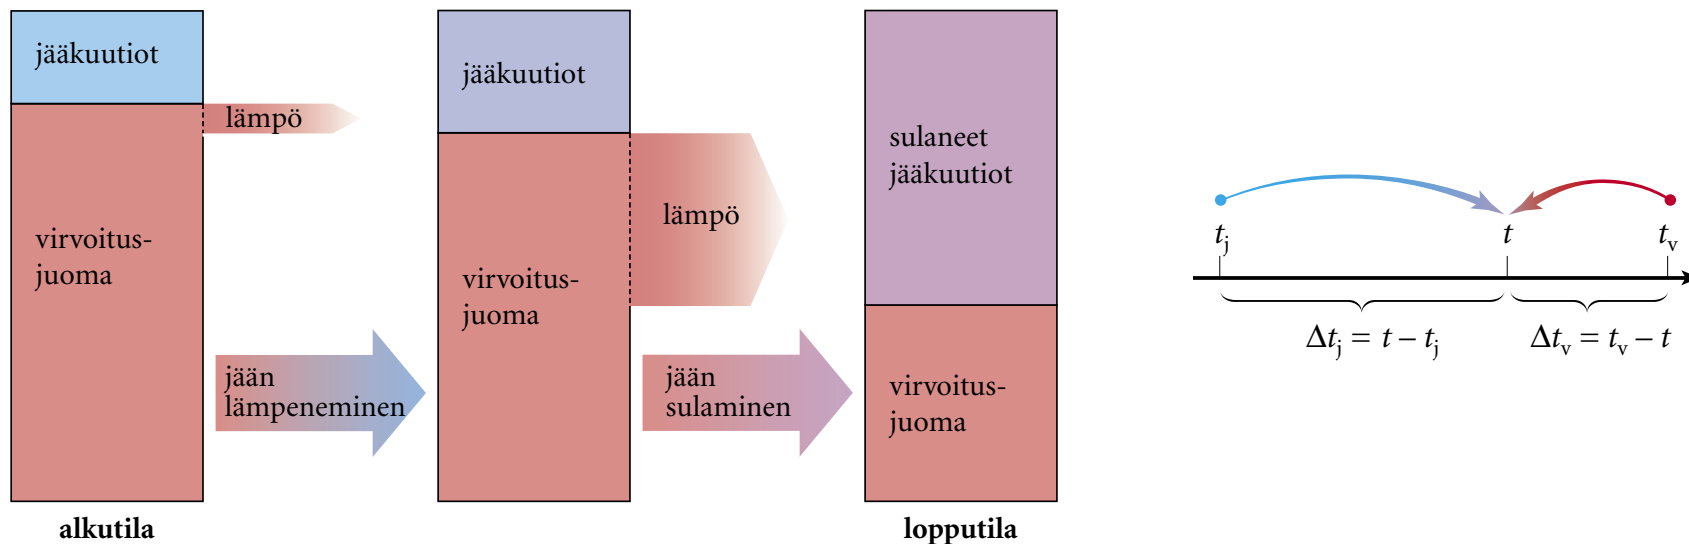 jääkuutiot
lämpö
virvoitus-
juoma
jään
lämpeneminen
alkutila
jääkuutiot
lämpö
virvoitus-
juoma
jään
sulaminen
sulaneet
jääkuutiot
virvoitus-
juoma
lopputila
tⱼ t tᵥ
Δtⱼ = t – tⱼ
Δtᵥ = tᵥ – t